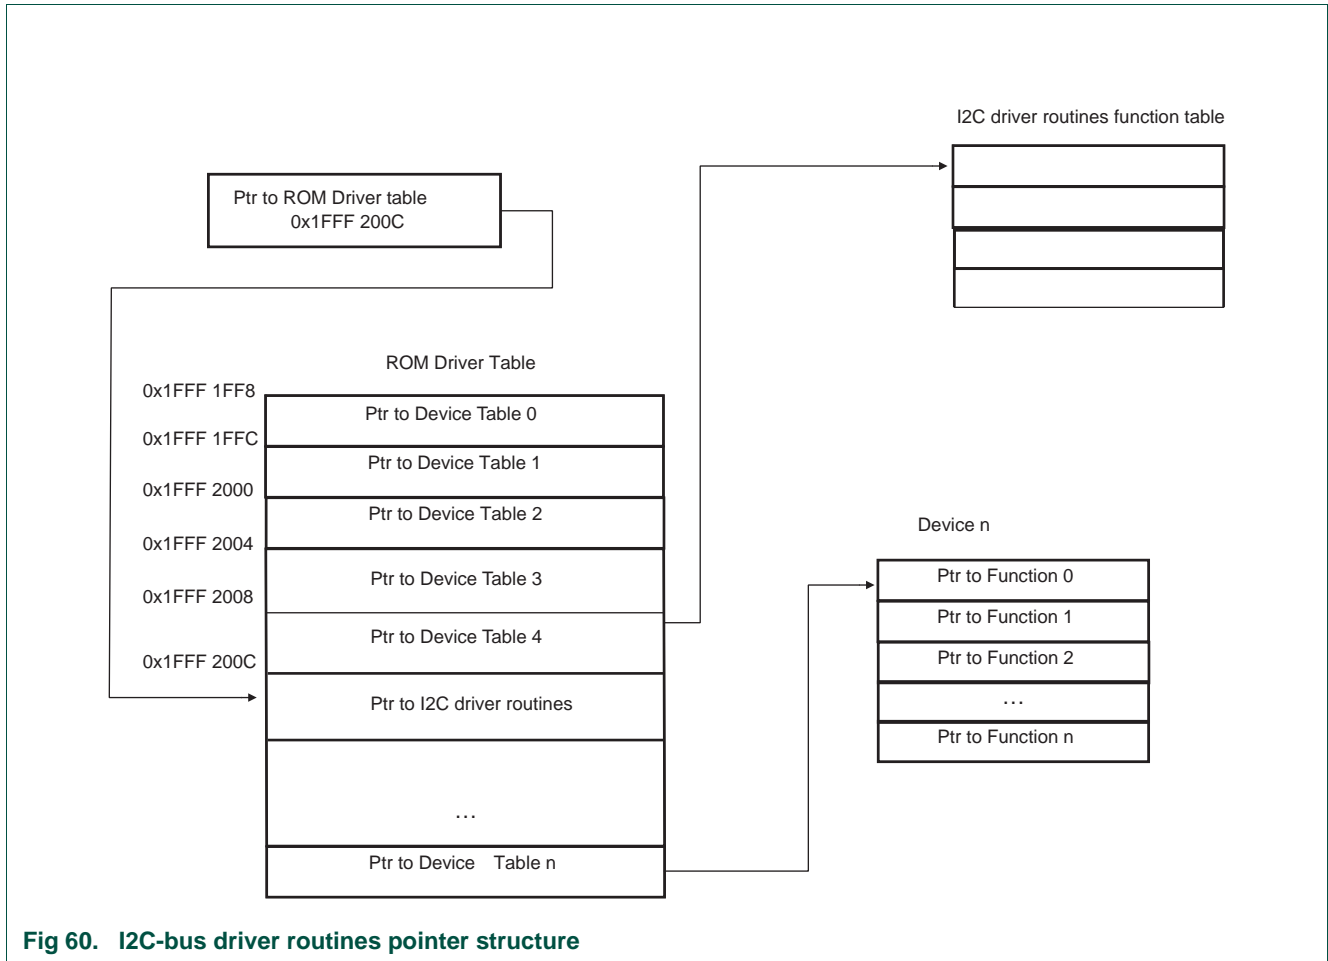 I2C driver routines function table
Ptr to ROM Driver table
0x1FFF 200C
ROM Driver Table
0x1FFF 1FF8
Ptr to Device Table 0
0x1FFF 1FFC
Ptr to Device Table 1
0x1FFF 2000
Ptr to Device Table 2
0x1FFF 2004
Ptr to Device Table 3
0x1FFF 2008
Ptr to Device Table 4
0x1FFF 200C
Ptr to I2C driver routines
…
Ptr to Device Table n
Device n
Ptr to Function 0
Ptr to Function 1
Ptr to Function 2
…
Ptr to Function n
Fig 60. I2C-bus driver routines pointer structure